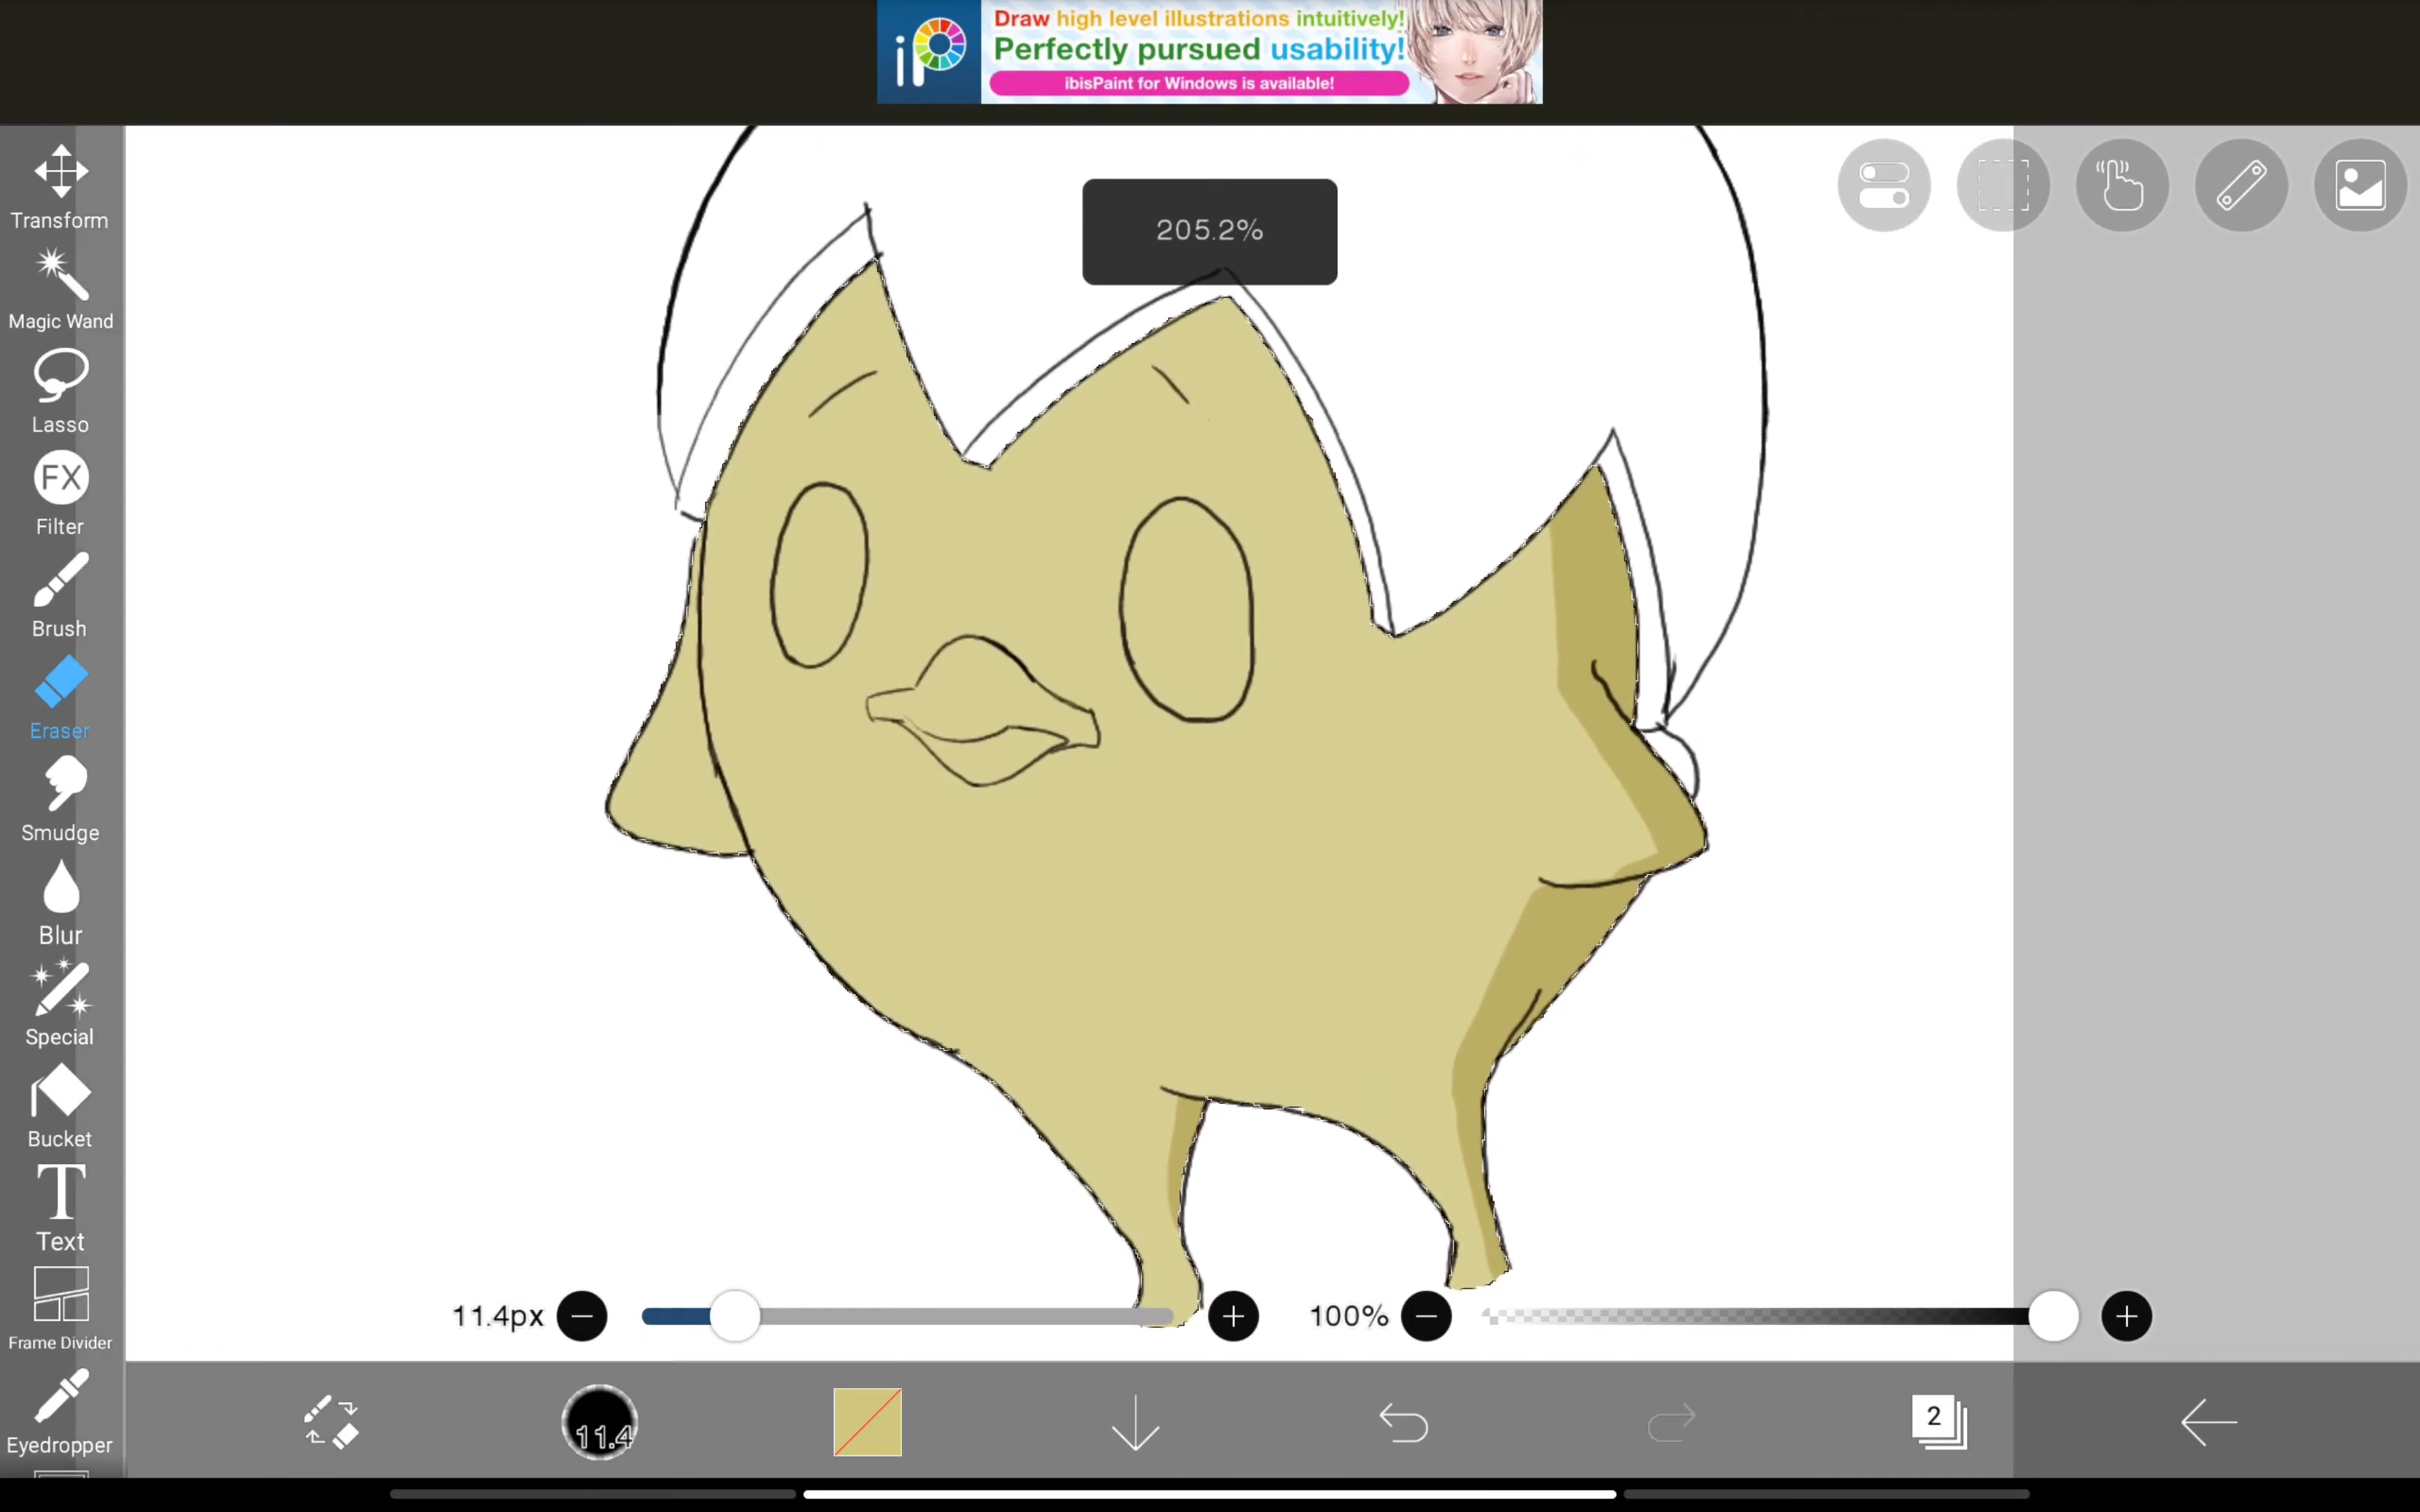 iP
Draw high level illustrations intuitively!
Perfectly pursued usability!
ibisPaint for Windows is available!
205.2%
Transform
Magic Wand
Lasso
FX
Filter
Brush
Eraser
Smudge
Blur
Special
Bucket
T
Text
Frame Divider
Eyedropper
11.4px
100%
11.4
2